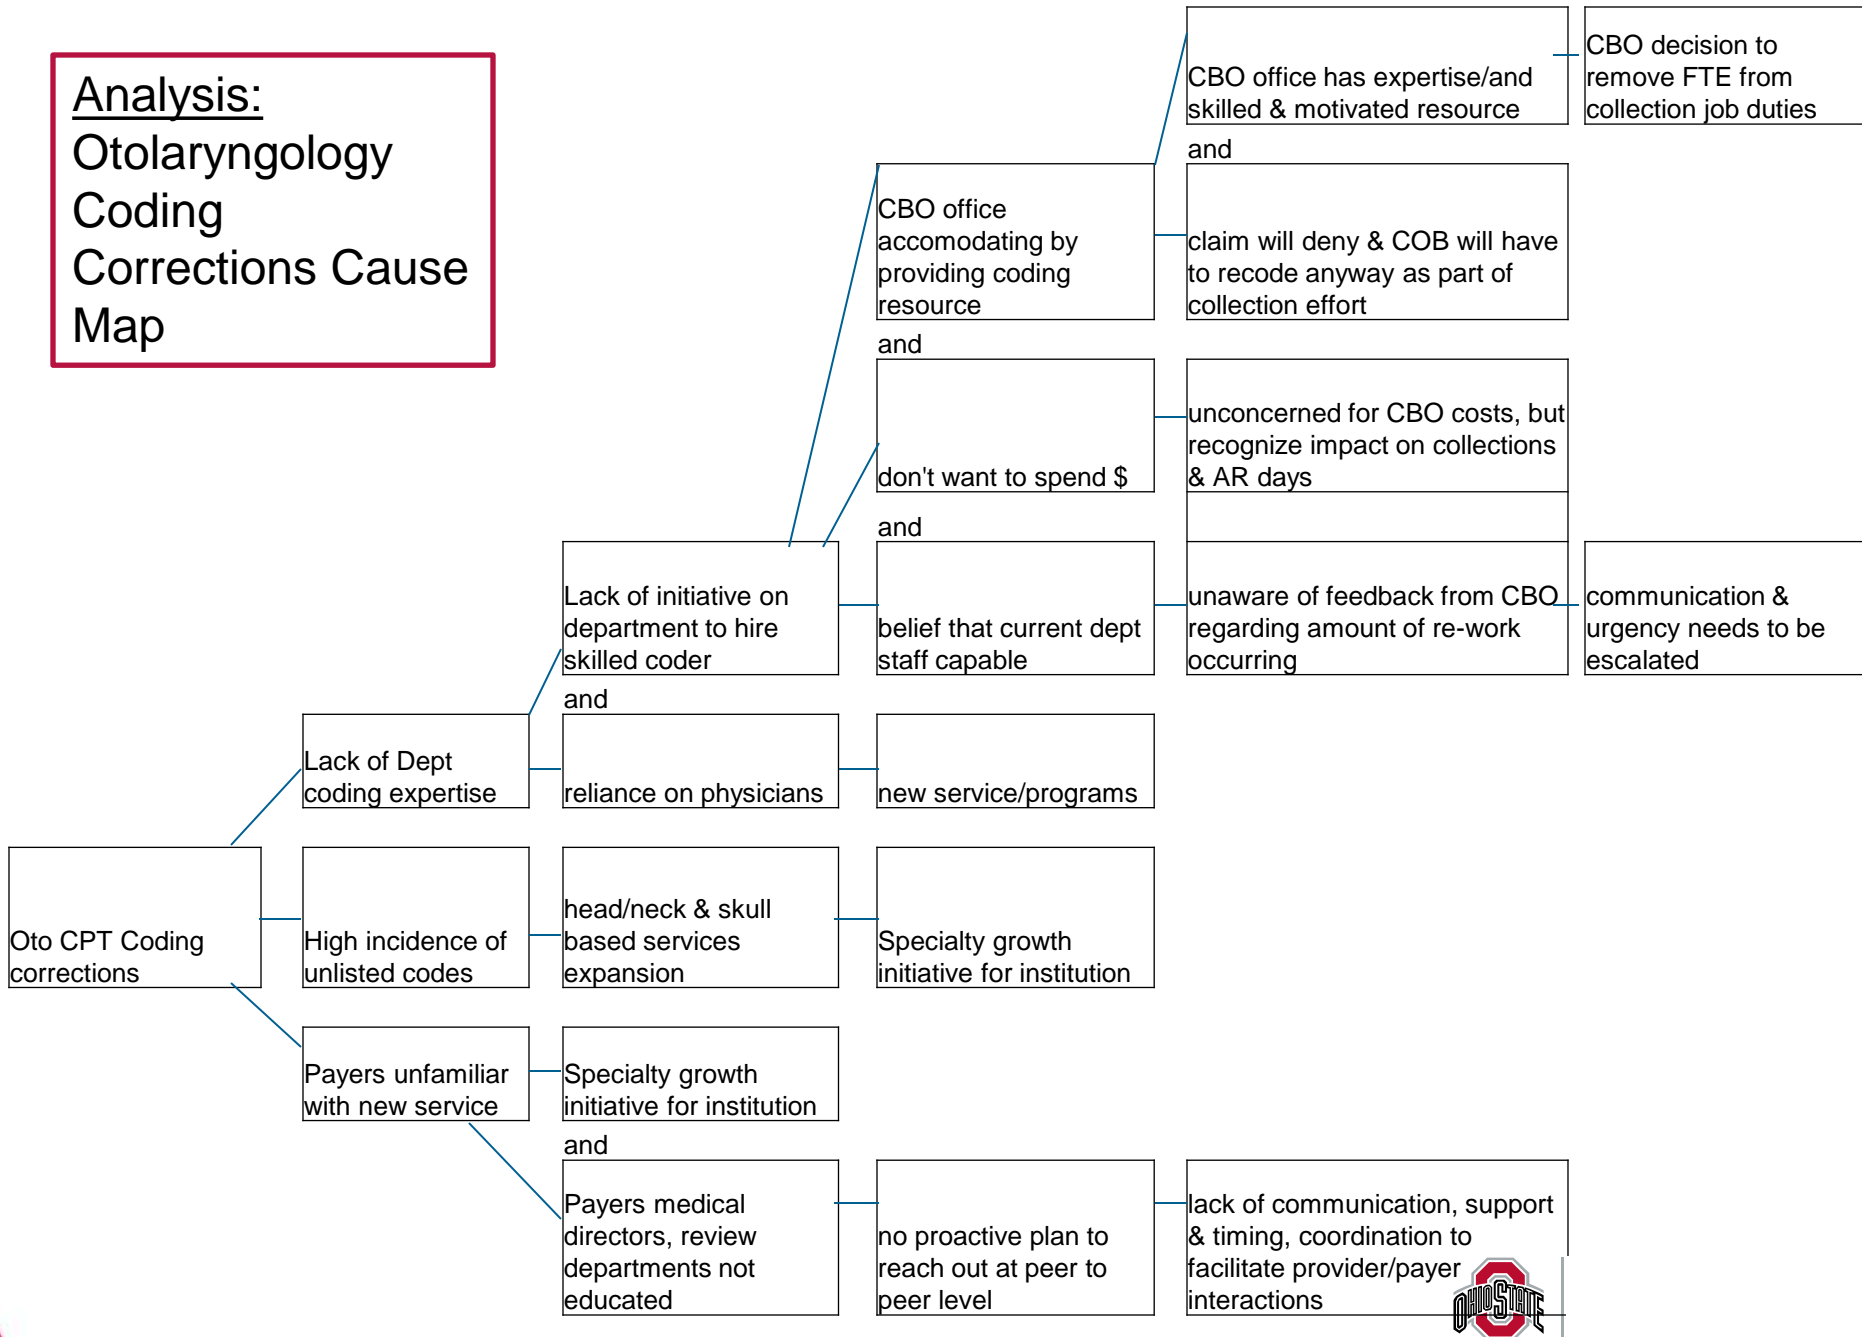 Analysis:
Otolaryngology
Coding
Corrections Cause
Map
CBO office has expertise/and
skilled & motivated resource
CBO decision to
remove FTE from
collection job duties
and
CBO office
accomodating by
providing coding
resource
claim will deny & COB will have
to recode anyway as part of
collection effort
and
don't want to spend $
unconcerned for CBO costs, but
recognize impact on collections
& AR days
and
Lack of initiative on
department to hire
skilled coder
belief that current dept
staff capable
unaware of feedback from CBO
regarding amount of re-work
occurring
communication &
urgency needs to be
escalated
and
Lack of Dept
coding expertise
reliance on physicians
new service/programs
Oto CPT Coding
corrections
High incidence of
unlisted codes
head/neck & skull
based services
expansion
Specialty growth
initiative for institution
Payers unfamiliar
with new service
Specialty growth
initiative for institution
and
Payers medical
directors, review
departments not
educated
no proactive plan to
reach out at peer to
peer level
lack of communication, support
& timing, coordination to
facilitate provider/payer
interactions
OHIO STATE